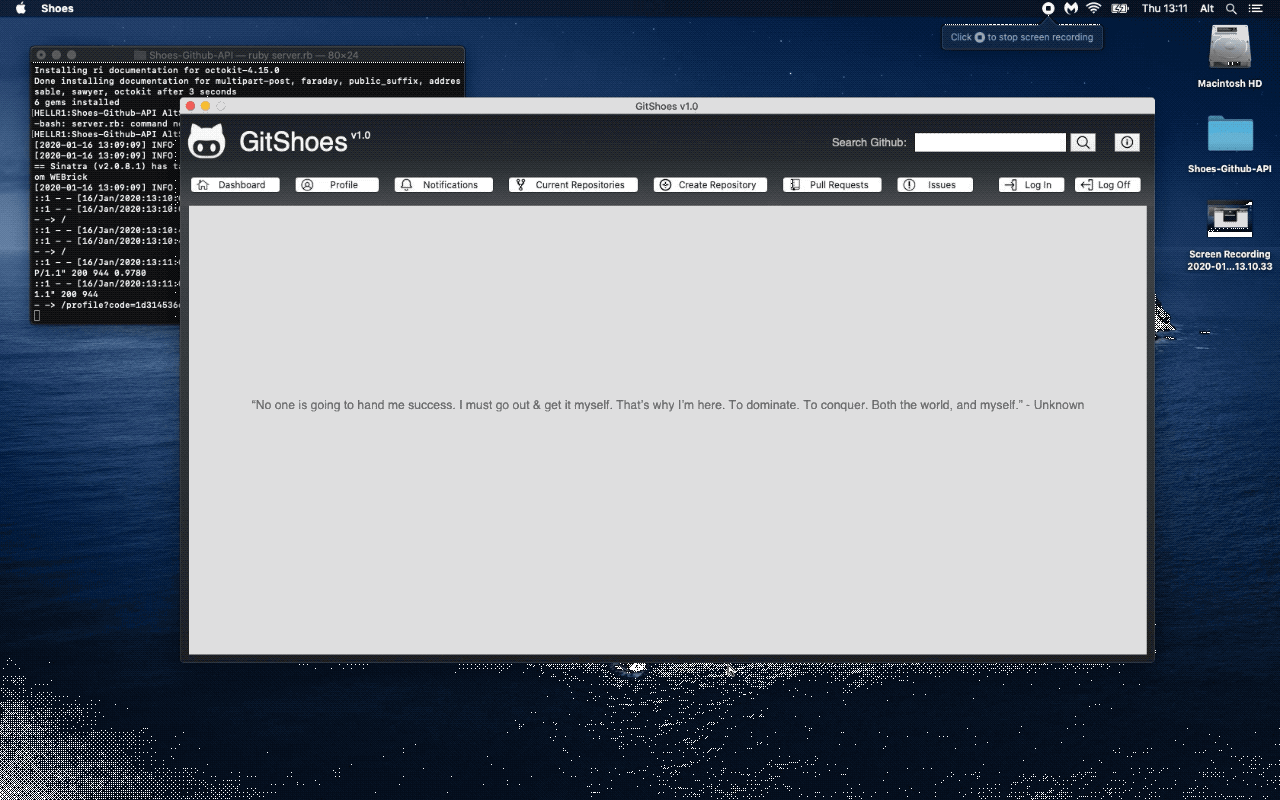 Shoes
Thu 13:11 Alt
Click to stop screen recording
Macintosh HD
Shoes-Github-API
Screen Recording
2020-01...13.10.33
Shoes-Github-API — ruby server.rb — 80×24
Installing ri documentation for octokit-4.15.0
Done installing documentation for multipart-post, faraday, public_suffix, addres
sable, sawyer, octokit after 3 seconds
6 gems installed
[HELLR1:Shoes-Github-API Alt
-bash: server.rb: command
[HELLR1:Shoes-Github-API Alt
[2020-01-16 13:09:09] INFO
[2020-01-16 13:09:09] INFO
== Sinatra (v2.0.8.1) has
om WEBrick
[2020-01-16 13:09:09] INFO
::1 - - [16/Jan/2020:13:10:
::1 - - [16/Jan/2020:13:10:
- -> /
::1 - - [16/Jan/2020:13:10:
::1 - - [16/Jan/2020:13:10:
- -> /
::1 - - [16/Jan/2020:13:11:
P/1.1" 200 944 0.9780
::1 - - [16/Jan/2020:13:11:
1.1" 200 944
- -> /profile?code=1d314536
GitShoes v1.0
GitShoes v1.0
Search Github:
Dashboard Profile Notifications Current Repositories Create Repository Pull Requests Issues Log In Log Off
“No one is going to hand me success. I must go out & get it myself. That's why I'm here. To dominate. To conquer. Both the world, and myself.” - Unknown